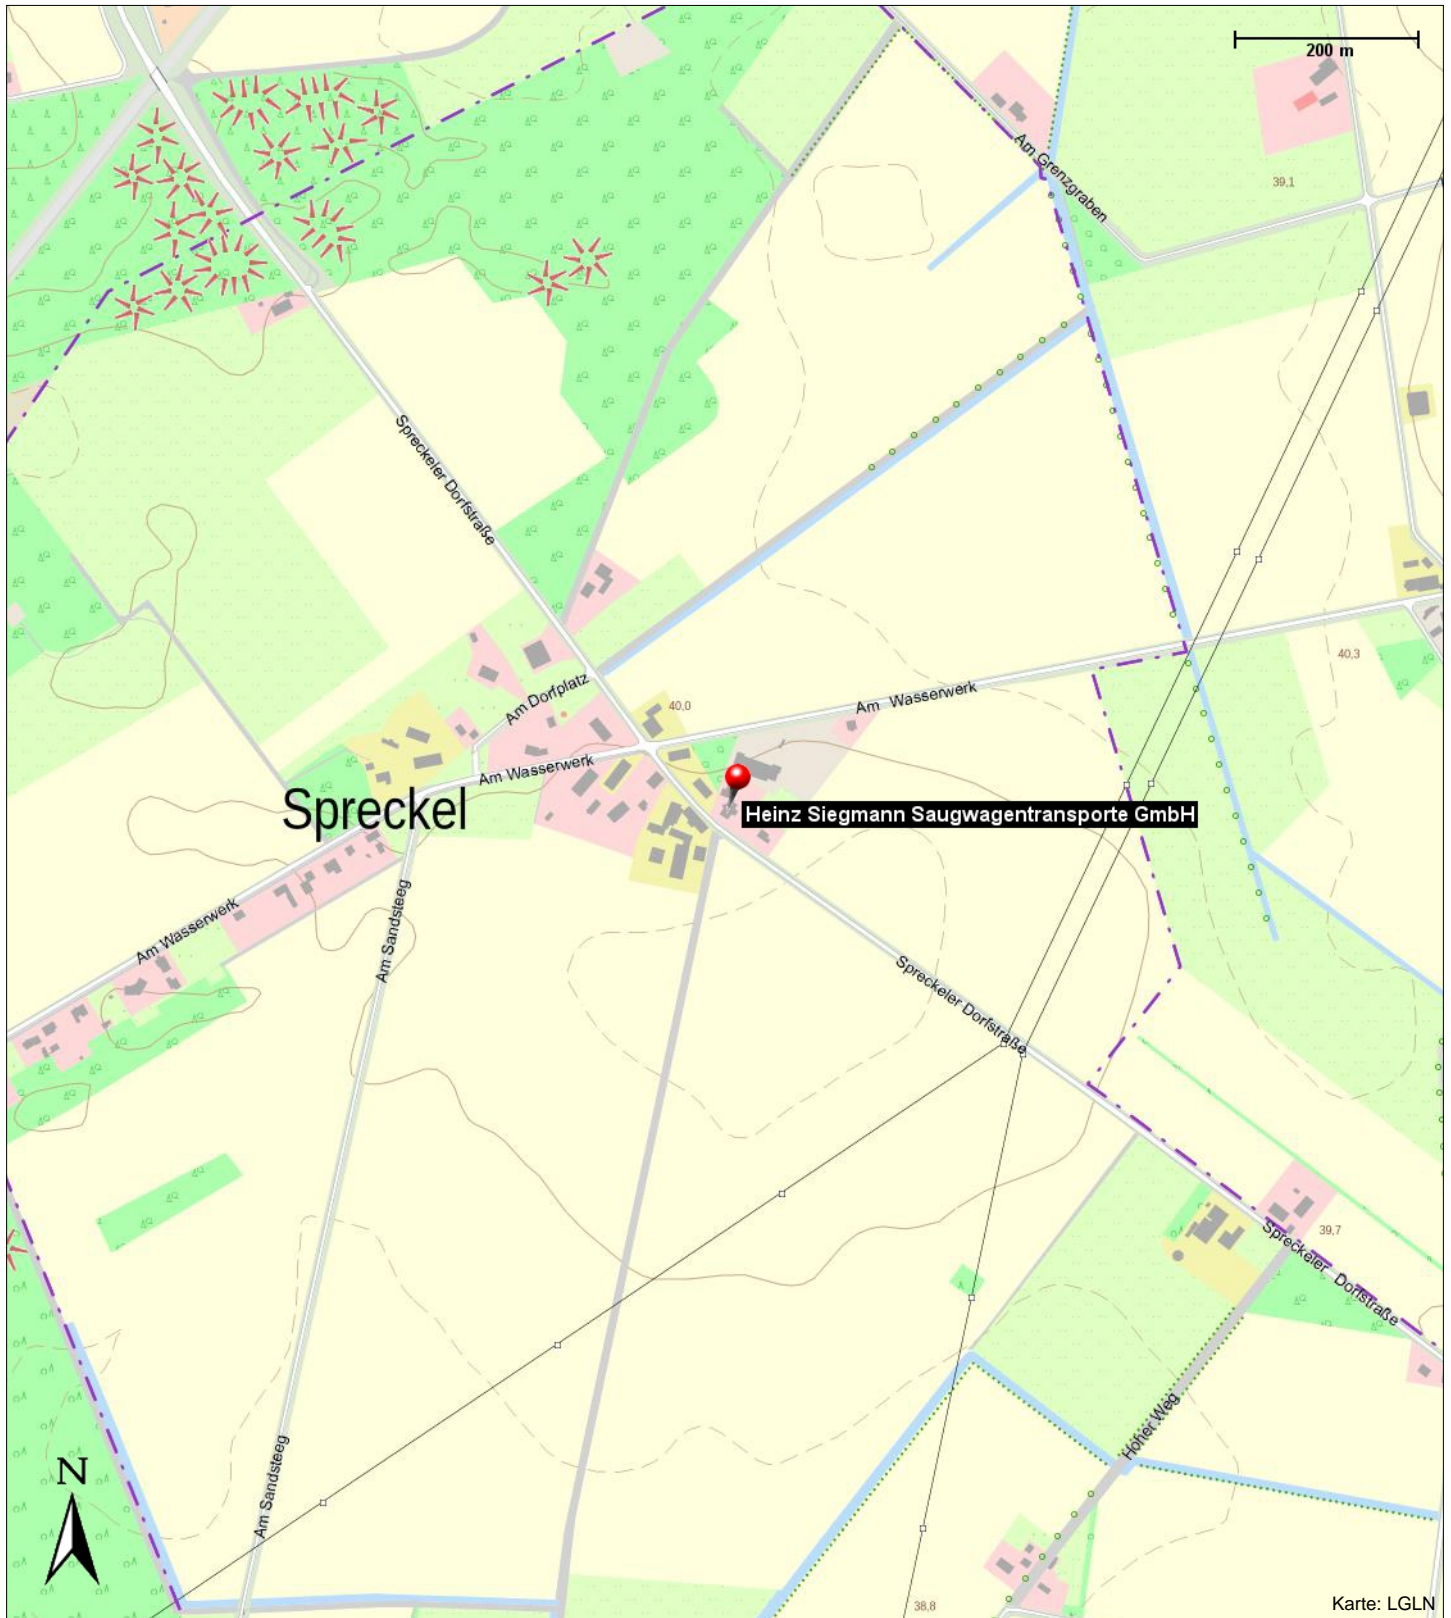 200 m
Am Grenzgraben
39,1
Spreckeler Dorfstraße
40,3
Am Dorfplatz
40,0
Am Wasserwerk
Am Wasserwerk
Spreckel
Heinz Siegmann Saugwagentransporte GmbH
Am Wasserwerk
Am Sandsteeg
Spreckeler Dorfstraße
39,7
Spreckeler Dorfstraße
Hoher Weg
N
Am Sandsteeg
38,8
Karte: LGLN